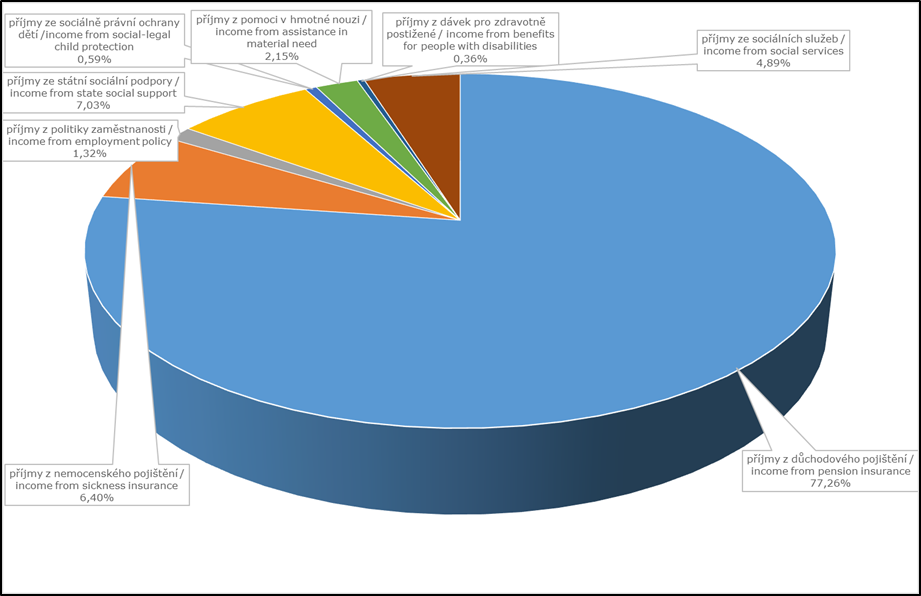 příjmy ze sociálně právní ochrany
dětí /income from social-legal
child protection
0,59%
příjmy z pomoci v hmotné nouzi /
income from assistance in
material need
2,15%
příjmy z dávek pro zdravotně
postižené / income from benefits
for people with disabilities
0,36%
příjmy ze sociálních služeb /
income from social services
4,89%
příjmy ze státní sociální podpory /
income from state social support
7,03%
příjmy z politiky zaměstnanosti /
income from employment policy
1,32%
příjmy z nemocenského pojištění /
income from sickness insurance
6,40%
příjmy z důchodového pojištění /
income from pension insurance
77,26%